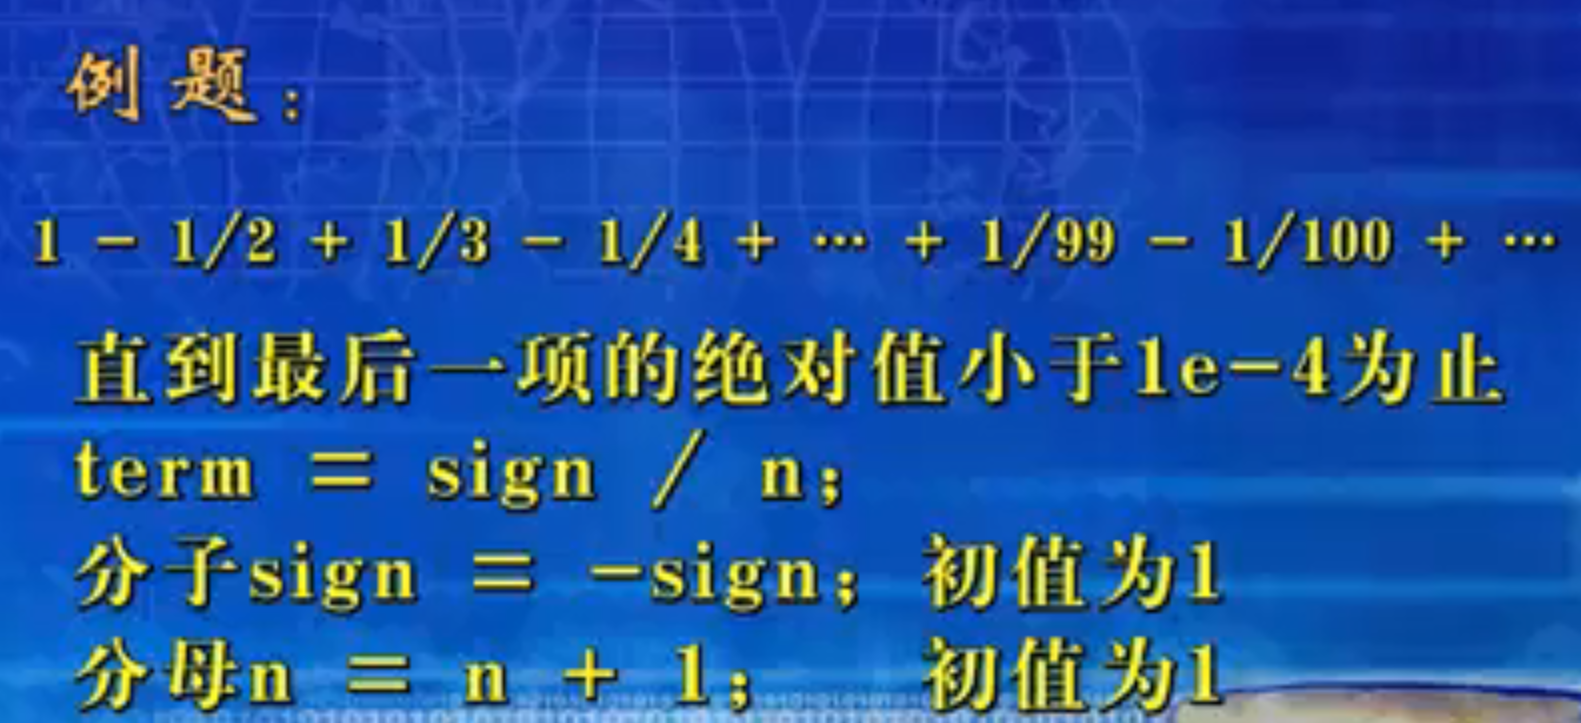 例题：
1 - 1/2 + 1/3 - 1/4 + … + 1/99 - 1/100 + …
直到最后一项的绝对值小于1e-4为止
term = sign / n;
分子sign = -sign; 初值为1
分母n = n + 1; 初值为1